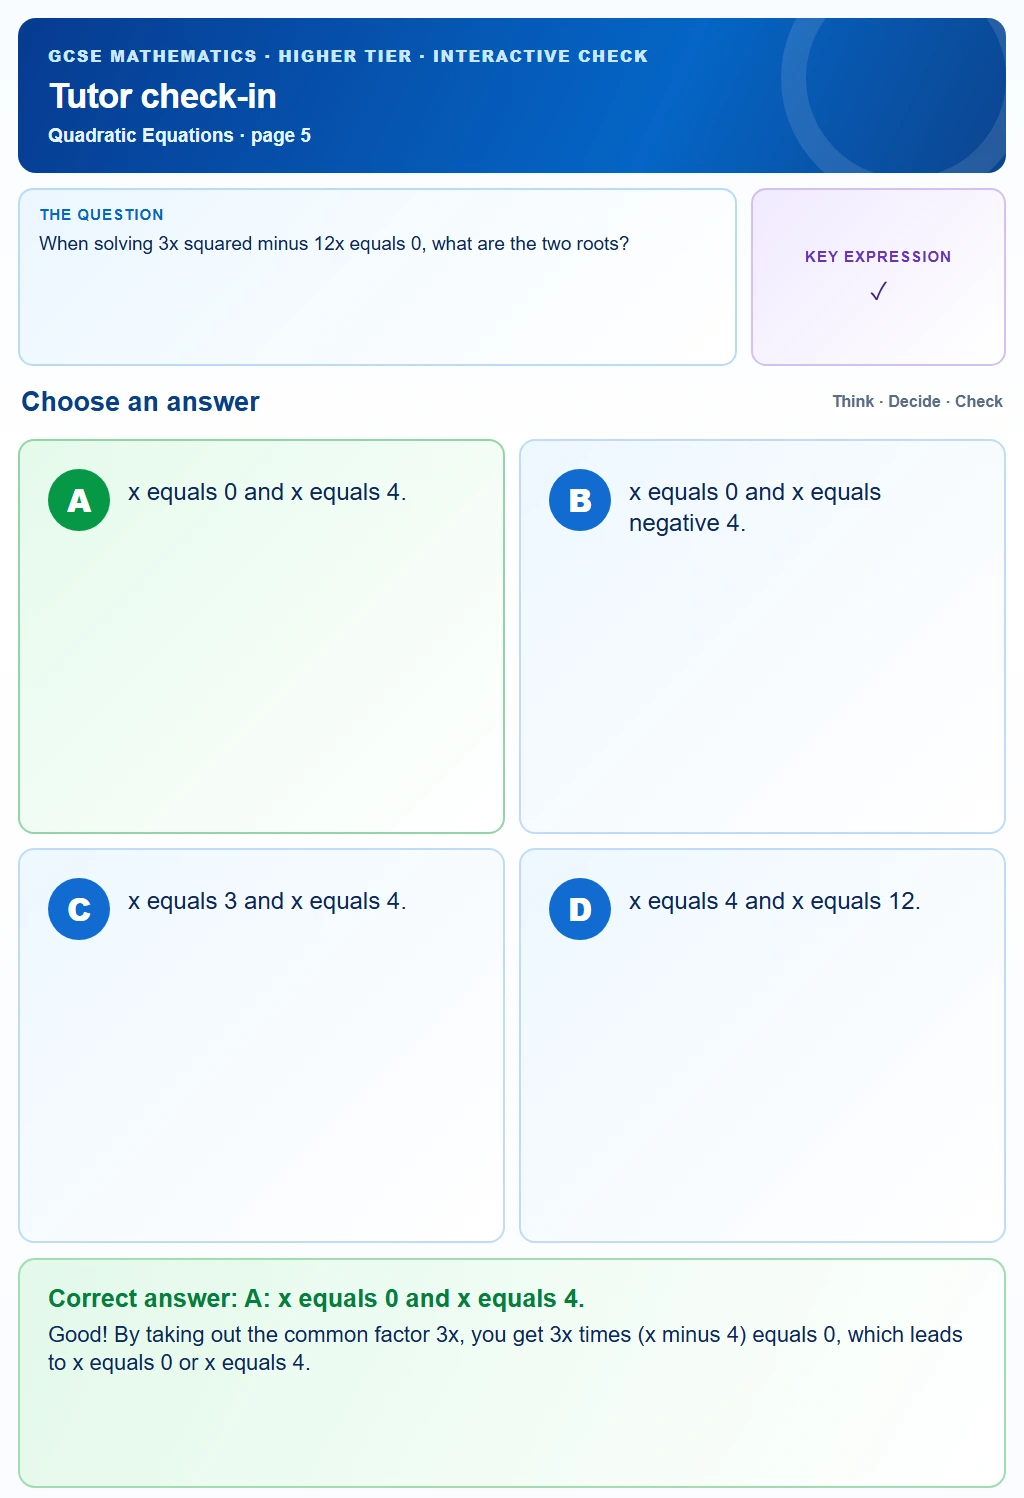 GCSE MATHEMATICS · HIGHER TIER · INTERACTIVE CHECK
Tutor check-in
Quadratic Equations · page 5
THE QUESTION
When solving 3x squared minus 12x equals 0, what are the two roots?
KEY EXPRESSION
✓
Choose an answer
Think · Decide · Check
A
x equals 0 and x equals 4.
B
x equals 0 and x equals
negative 4.
C
x equals 3 and x equals 4.
D
x equals 4 and x equals 12.
Correct answer: A: x equals 0 and x equals 4.
Good! By taking out the common factor 3x, you get 3x times (x minus 4) equals 0, which leads
to x equals 0 or x equals 4.